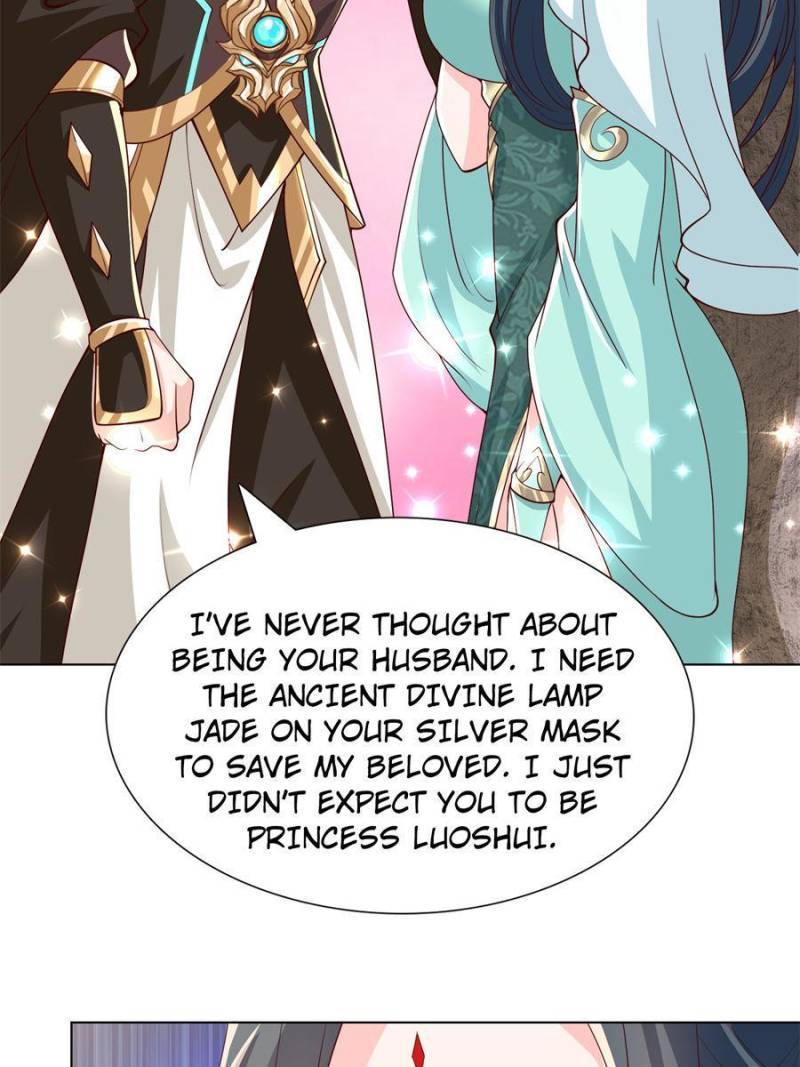 I'VE NEVER THOUGHT ABOUT
BEING YOUR HUSBAND. I NEED
THE ANCIENT DIVINE LAMP
JADE ON YOUR SILVER MASK
TO SAVE MY BELOVED. I JUST
DIDN'T EXPECT YOU TO BE
PRINCESS LUOSHUI.